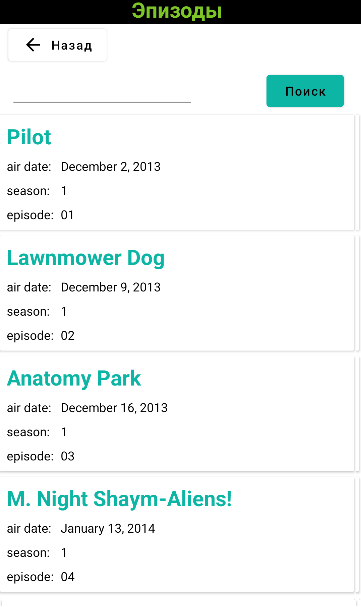 Эпизоды
Назад
Поиск
Pilot
air date: December 2, 2013
season: 1
episode: 01
Lawnmower Dog
air date: December 9, 2013
season: 1
episode: 02
Anatomy Park
air date: December 16, 2013
season: 1
episode: 03
M. Night Shaym-Aliens!
air date: January 13, 2014
season: 1
episode: 04